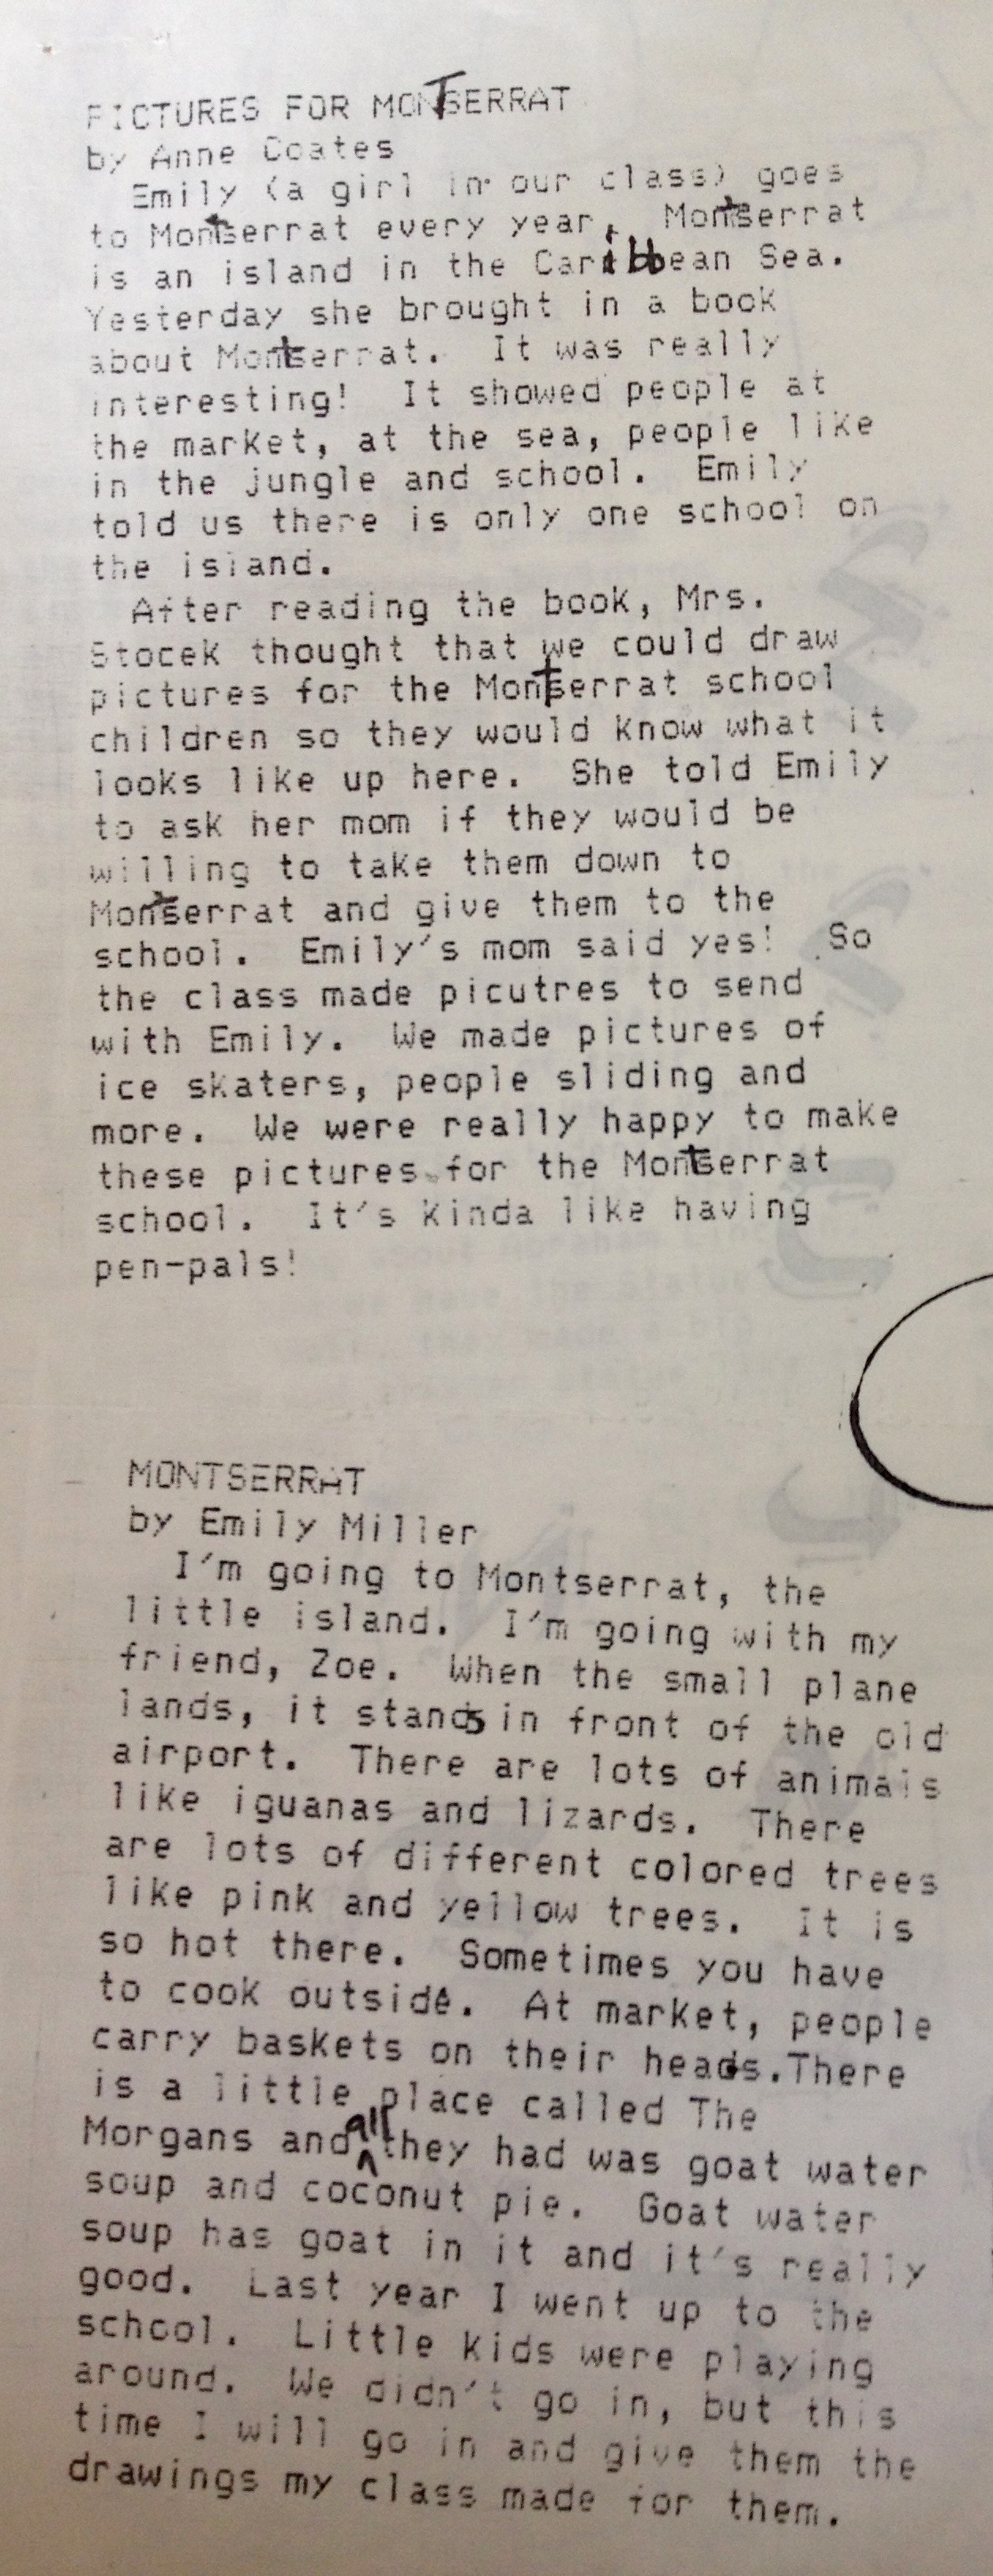 PICTURES FOR MONTSERRAT
by Anne Coates
Emily (a girl in our class) goes
to Montserrat every year. Montserrat
is an island in the Caribbean Sea.
Yesterday she brought in a book
about Montserrat. It was really
interesting! It showed people at
the market, at the sea, people like
in the jungle and school. Emily
told us there is only one school on
the island.
After reading the book, Mrs.
Stocek thought that we could draw
pictures for the Montserrat school
children so they would know what it
looks like up here. She told Emily
to ask her mom if they would be
willing to take them down to
Montserrat and give them to the
school. Emily's mom said yes! So
the class made picutres to send
with Emily. We made pictures of
ice skaters, people sliding and
more. We were really happy to make
these pictures for the Montserrat
school. It's kinda like having
pen-pals!
MONTSERRAT
by Emily Miller
I'm going to Montserrat, the
little island. I'm going with my
friend, Zoe. When the small plane
lands, it stands in front of the old
airport. There are lots of animals
like iguanas and lizards. There
are lots of different colored trees
like pink and yellow trees. It is
so hot there. Sometimes you have
to cook outside. At market, people
carry baskets on their heads.There
is a little place called The
Morgans and all they had was goat water
soup and coconut pie. Goat water
soup has goat in it and it's really
good. Last year I went up to the
school. Little kids were playing
around. We didn't go in, but this
time I will go in and give them the
drawings my class made for them.